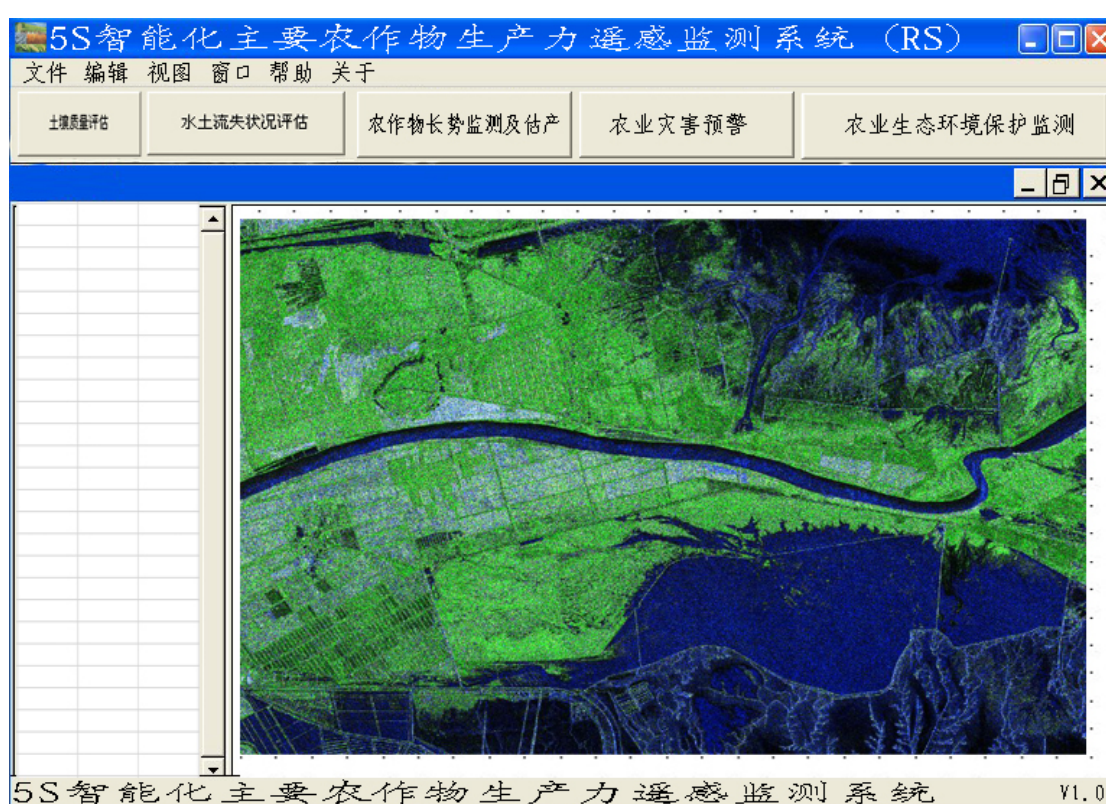 5S智能化主要农作物生产力遥感监测系统 (RS)
文件 编辑 视图 窗口 帮助 关于
土壤质量评估 水土流失状况评估 农作物长势监测及估产 农业灾害预警 农业生态环境保护监测
5S智能化主要农作物生产力遥感监测系统 V1.0